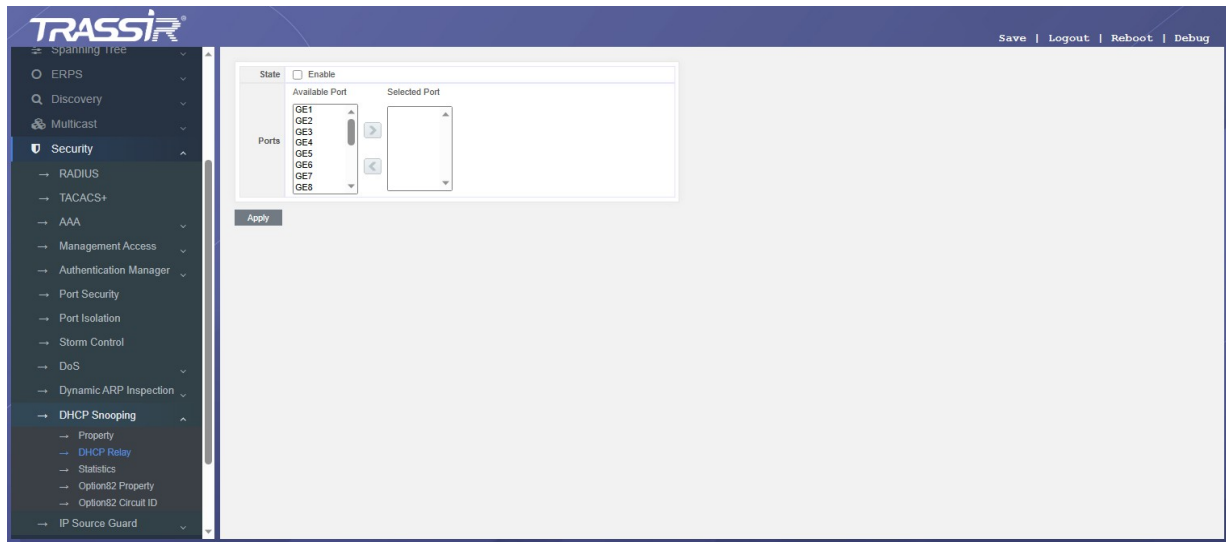 TRASSIR
Save | Logout | Reboot | Debug
Spanning Tree
ERPS
Discovery
Multicast
Security
→ RADIUS
→ TACACS+
→ AAA
→ Management Access
→ Authentication Manager
→ Port Security
→ Port Isolation
→ Storm Control
→ DoS
→ Dynamic ARP Inspection
→ DHCP Snooping
→ Property
→ DHCP Relay
→ Statistics
→ Option82 Property
→ Option82 Circuit ID
→ IP Source Guard
State Enable
Available Port Selected Port
Ports
GE1
GE2
GE3
GE4
GE5
GE6
GE7
GE8
Apply